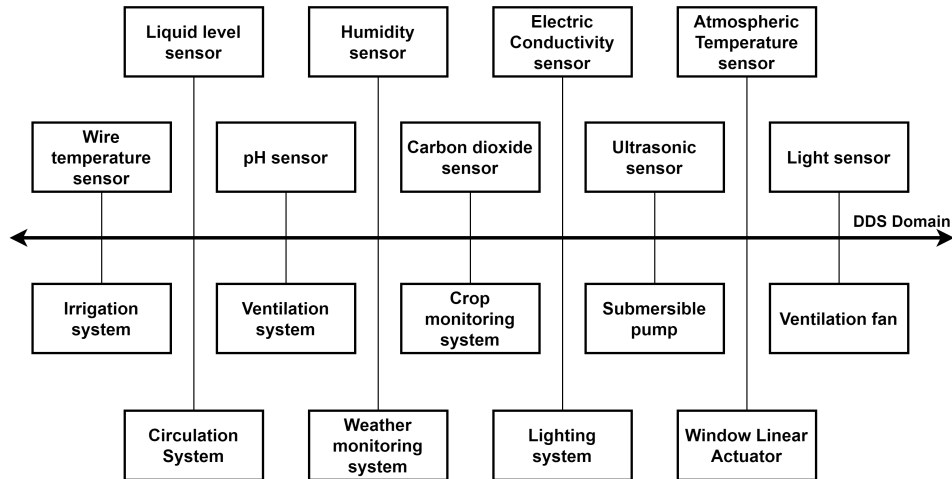 Liquid level
sensor
Humidity
sensor
Electric
Conductivity
sensor
Atmospheric
Temperature
sensor
Wire
temperature
sensor
pH sensor
Carbon dioxide
sensor
Ultrasonic
sensor
Light sensor
DDS Domain
Irrigation
system
Ventilation
system
Crop
monitoring
system
Submersible
pump
Ventilation fan
Circulation
System
Weather
monitoring
system
Lighting
system
Window Linear
Actuator